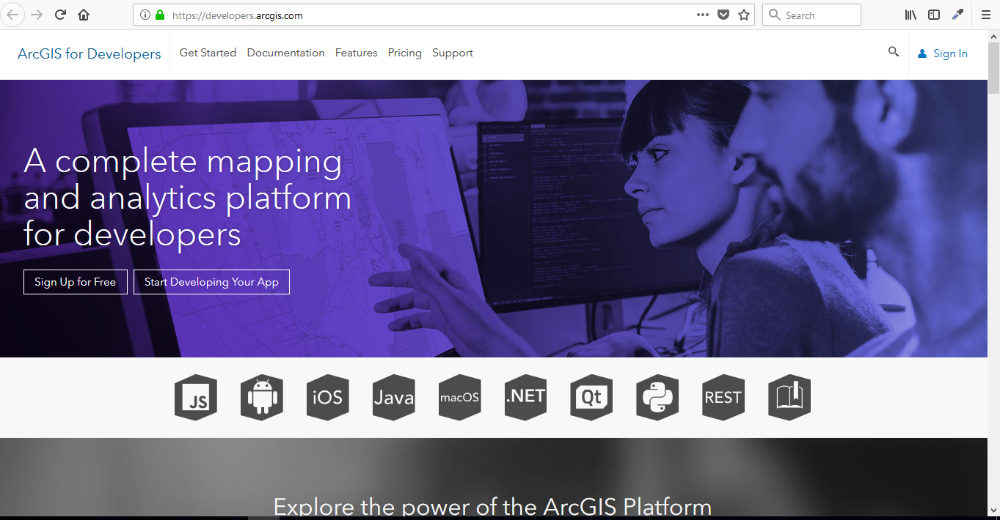 https://developers.arcgis.com
Search
ArcGIS for Developers
Get Started
Documentation
Features
Pricing
Support
Sign In
A complete mapping
and analytics platform
for developers
Sign Up for Free
Start Developing Your App
JS
iOS
Java
macOS
.NET
Qt
REST
Explore the power of the ArcGIS Platform